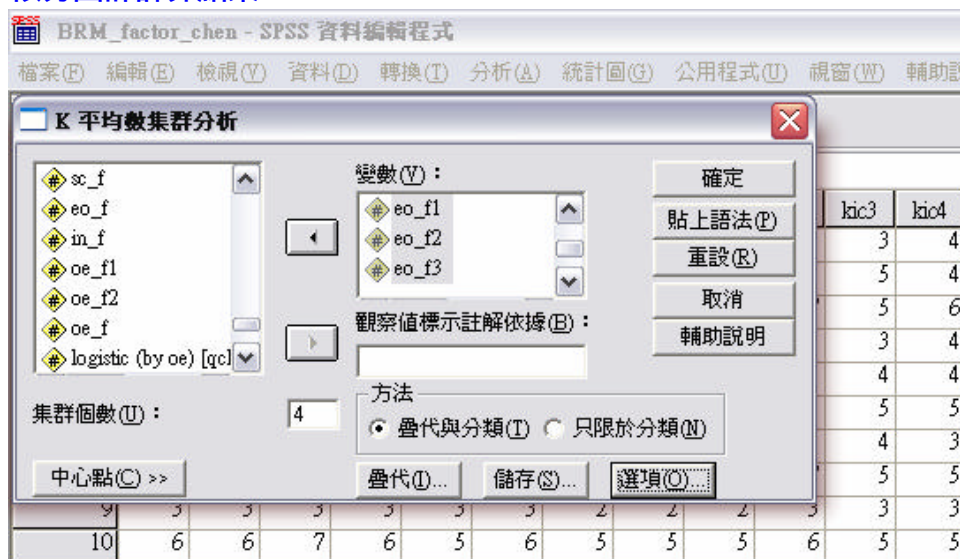 BRM_factor_chen - SPSS 資料編輯程式
檔案(F) 編輯(E) 檢視(V) 資料(D) 轉換(T) 分析(A) 統計圖(G) 公用程式(U) 視窗(W) 輔助說
K 平均數集群分析
sc_f
eo_f
in_f
oe_f1
oe_f2
oe_f
logistic (by oe) [qcl
變數(V)：
eo_f1
eo_f2
eo_f3
觀察值標示註解依據(B)：
確定
貼上語法(P)
重設(R)
取消
輔助說明
集群個數(U)： 4
方法
疊代與分類(T) 只限於分類(N)
中心點(C) >> 疊代(I)... 儲存(S)... 選項(O)...
kic3 kic4
3 4
5 4
5 6
3 4
4 4
5 5
4 3
5 5
9 3 3 3 3 3 3 2 2 2 3 3 3
10 6 6 7 6 5 6 5 5 5 6 5 5